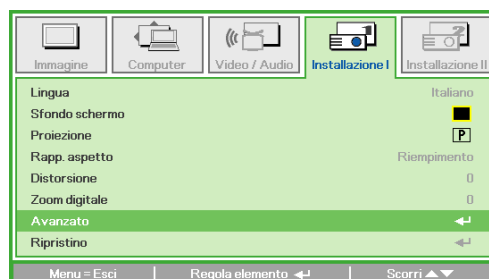 Immagine Computer Video / Audio Installazione I Installazione II
Lingua Italiano
Sfondo schermo
Proiezione P
Rapp. aspetto Riempimento
Distorsione 0
Zoom digitale 0
Avanzato
Ripristino
Menu = Esci | Regola elemento | Scorri